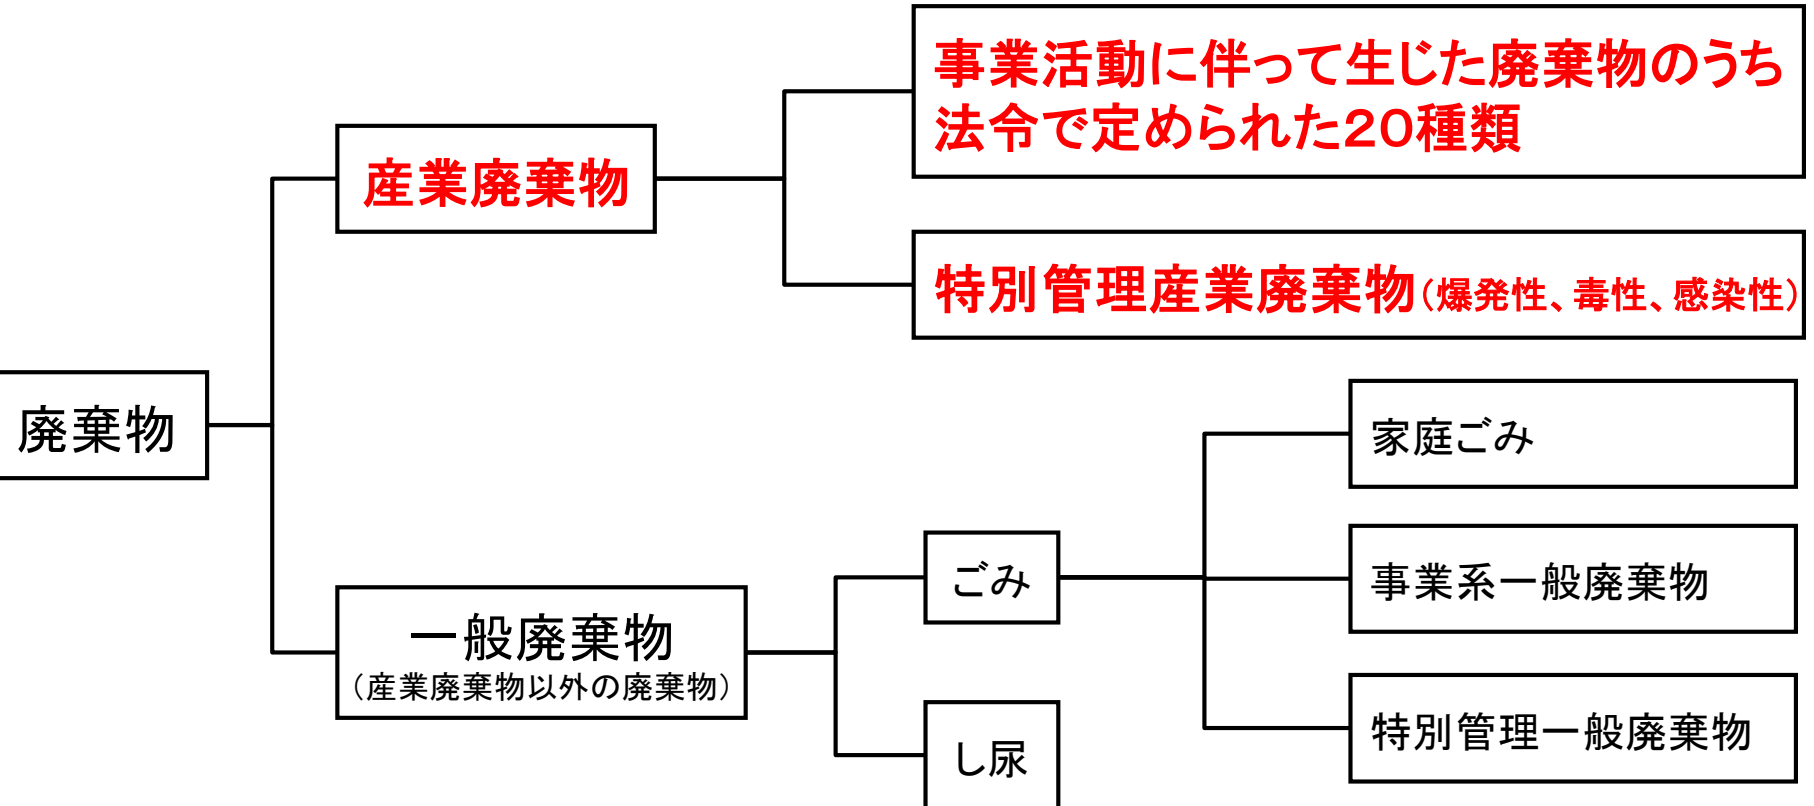 事業活動に伴って生じた廃棄物のうち
法令で定められた20種類
産業廃棄物
特別管理産業廃棄物(爆発性、毒性、感染性)
廃棄物
家庭ごみ
ごみ
事業系一般廃棄物
一般廃棄物
(産業廃棄物以外の廃棄物)
特別管理一般廃棄物
し尿